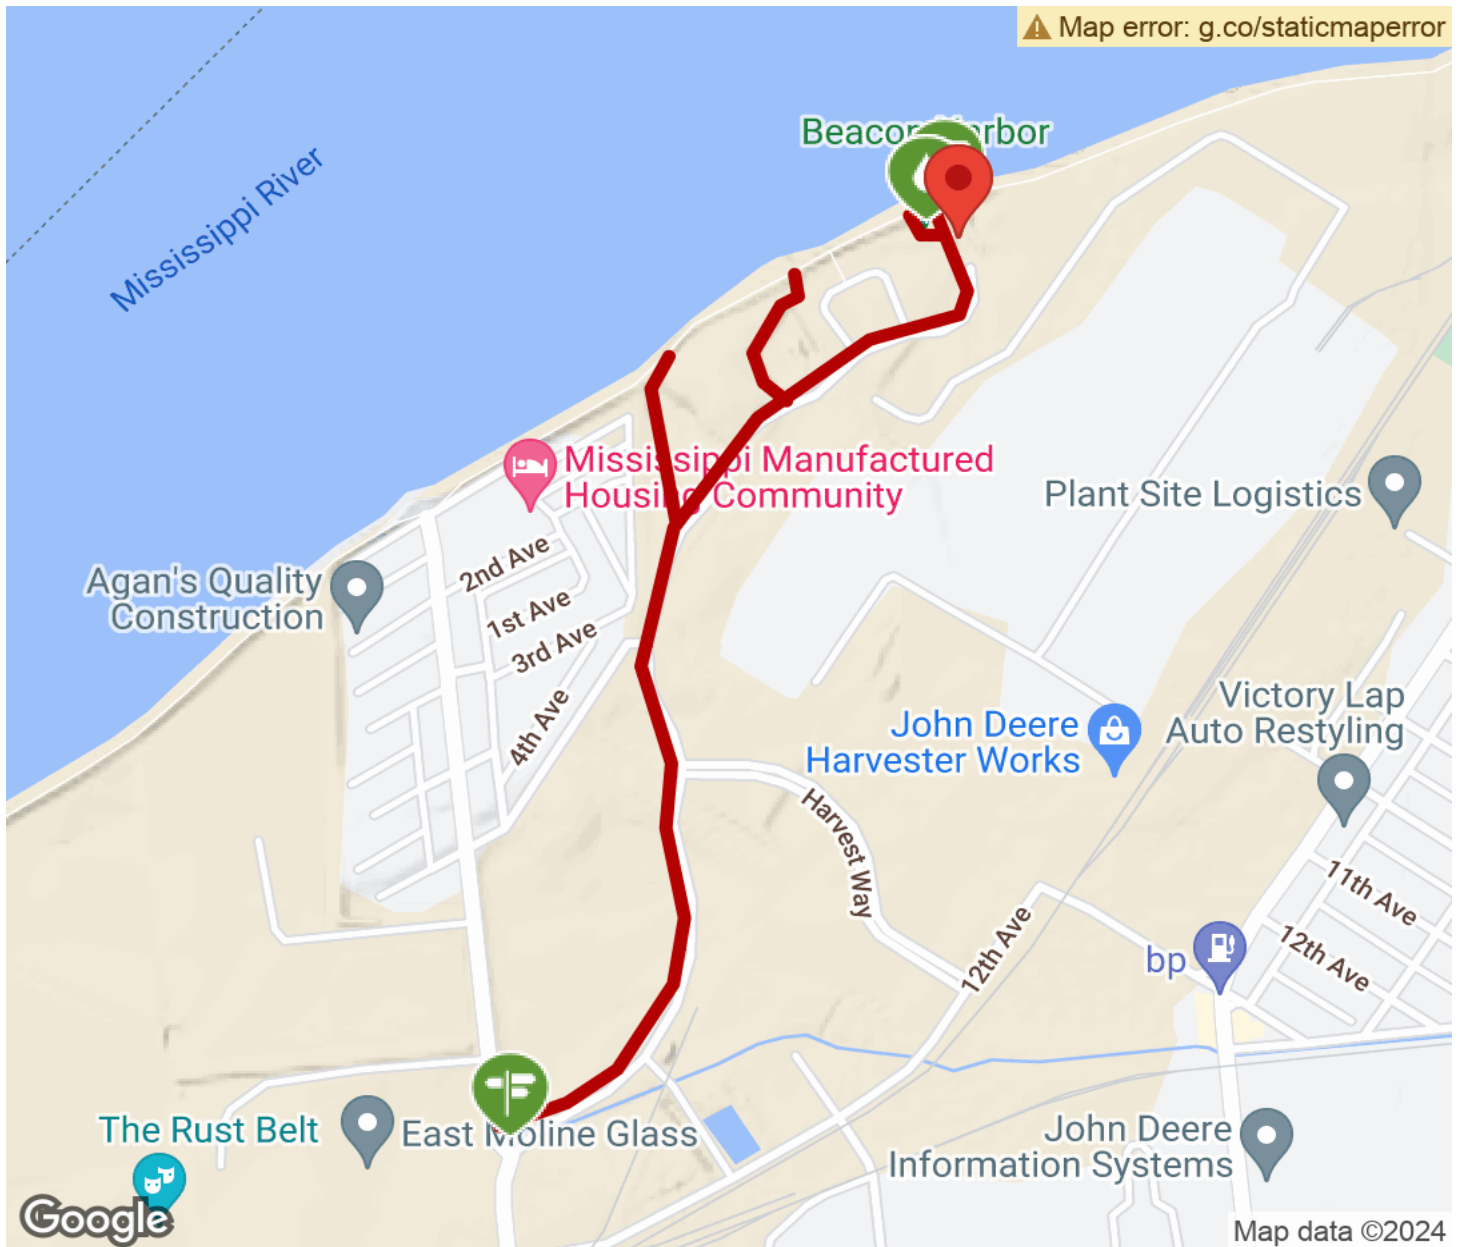 Map error: g.co/staticmaperror
Mississippi River
Mississippi Manufactured
Housing Community
Plant Site Logistics
Agan's Quality
Construction
2nd Ave
1st Ave
3rd Ave
4th Ave
John Deere
Harvester Works
Victory Lap
Auto Restyling
Harvest Way
11th Ave
12th Ave
12th Ave
bp
The Rust Belt
East Moline Glass
John Deere
Information Systems
Google
Map data ©2024